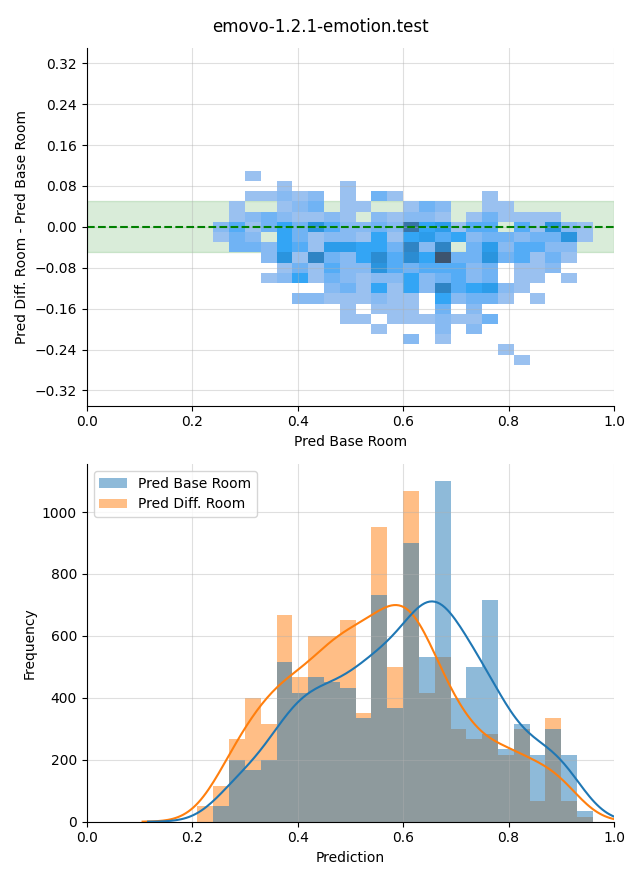 emovo-1.2.1-emotion.test
Pred Diff. Room - Pred Base Room
0.32
0.24
0.16
0.08
0.00
−0.08
−0.16
−0.24
−0.32
0.0 0.2 0.4 0.6 0.8 1.0
Pred Base Room
Pred Base Room
Pred Diff. Room
Frequency
1000
800
600
400
200
0
0.0 0.2 0.4 0.6 0.8 1.0
Prediction